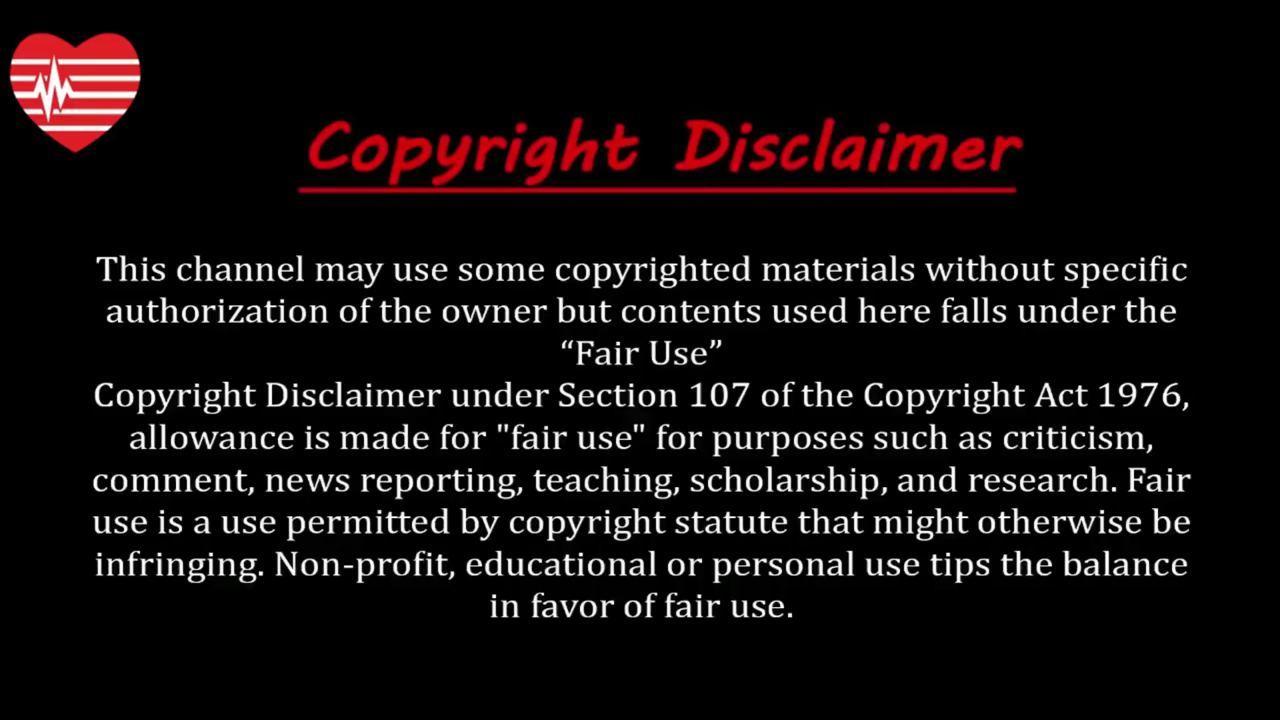 Copyright Disclaimer
This channel may use some copyrighted materials without specific
authorization of the owner but contents used here falls under the
“Fair Use”
Copyright Disclaimer under Section 107 of the Copyright Act 1976,
allowance is made for "fair use" for purposes such as criticism,
comment, news reporting, teaching, scholarship, and research. Fair
use is a use permitted by copyright statute that might otherwise be
infringing. Non-profit, educational or personal use tips the balance
in favor of fair use.